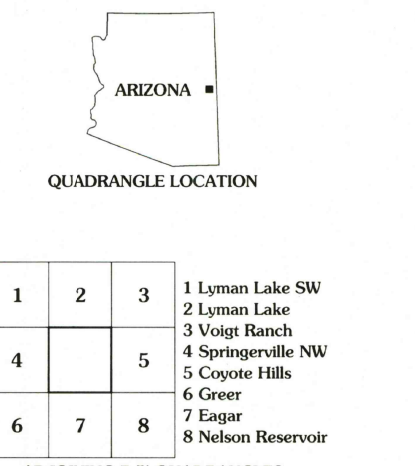 ARIZONA
QUADRANGLE LOCATION
1 2 3
4 5
6 7 8
1 Lyman Lake SW
2 Lyman Lake
3 Voigt Ranch
4 Springerville NW
5 Coyote Hills
6 Greer
7 Eagar
8 Nelson Reservoir